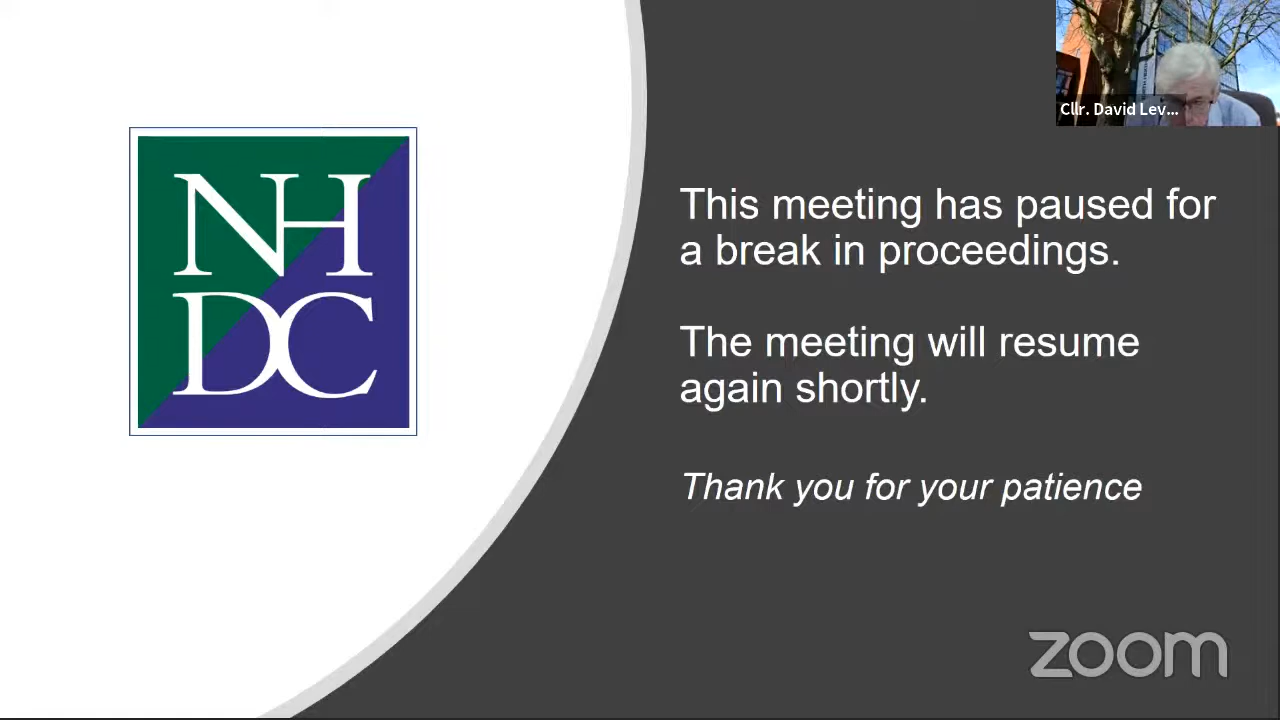 Cllr. David Lev...
NH
DC
This meeting has paused for
a break in proceedings.
The meeting will resume
again shortly.
Thank you for your patience
zoom